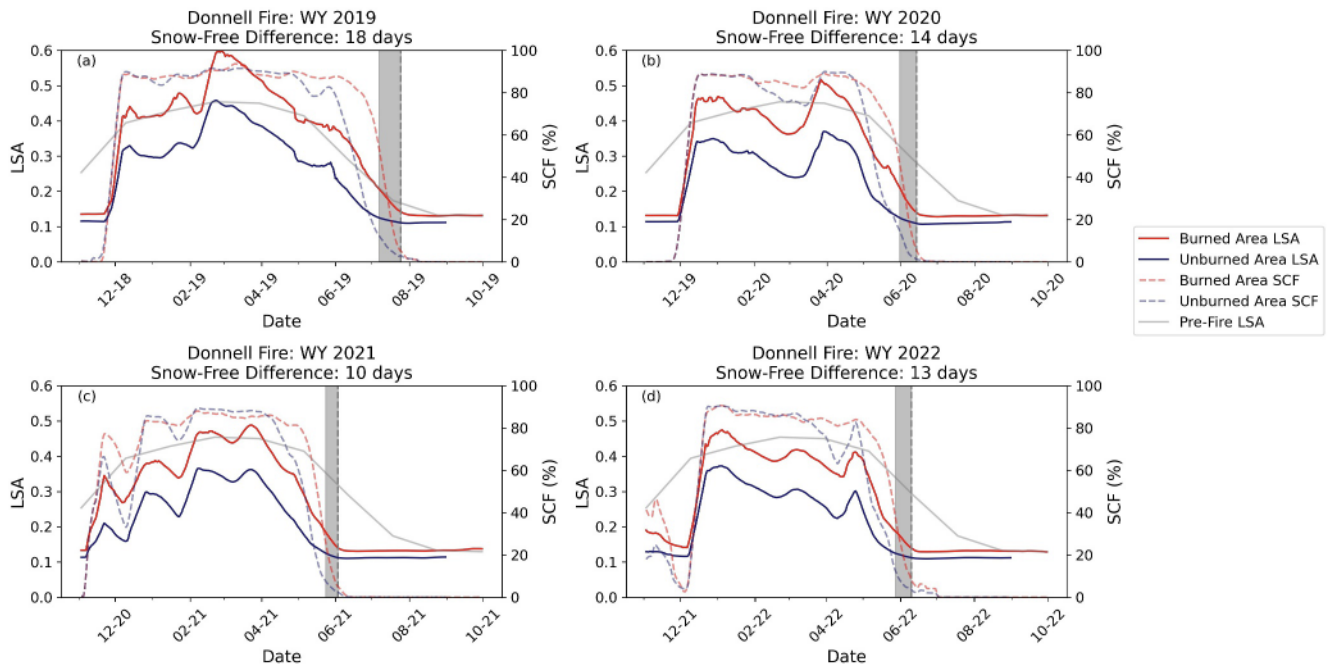 Donnell Fire: WY 2019
Snow-Free Difference: 18 days
(a)
0.6
0.5
0.4
0.3
0.2
0.1
0.0
LSA
100
80
60
40
20
0
SCF (%)
12-18
02-19
04-19
06-19
08-19
10-19
Date
Donnell Fire: WY 2020
Snow-Free Difference: 14 days
(b)
0.6
0.5
0.4
0.3
0.2
0.1
0.0
LSA
100
80
60
40
20
0
SCF (%)
12-19
02-20
04-20
06-20
08-20
10-20
Date
Burned Area LSA
Unburned Area LSA
Burned Area SCF
Unburned Area SCF
Pre-Fire LSA
Donnell Fire: WY 2021
Snow-Free Difference: 10 days
(c)
0.6
0.5
0.4
0.3
0.2
0.1
0.0
LSA
100
80
60
40
20
0
SCF (%)
12-20
02-21
04-21
06-21
08-21
10-21
Date
Donnell Fire: WY 2022
Snow-Free Difference: 13 days
(d)
0.6
0.5
0.4
0.3
0.2
0.1
0.0
LSA
100
80
60
40
20
0
SCF (%)
12-21
02-22
04-22
06-22
08-22
10-22
Date